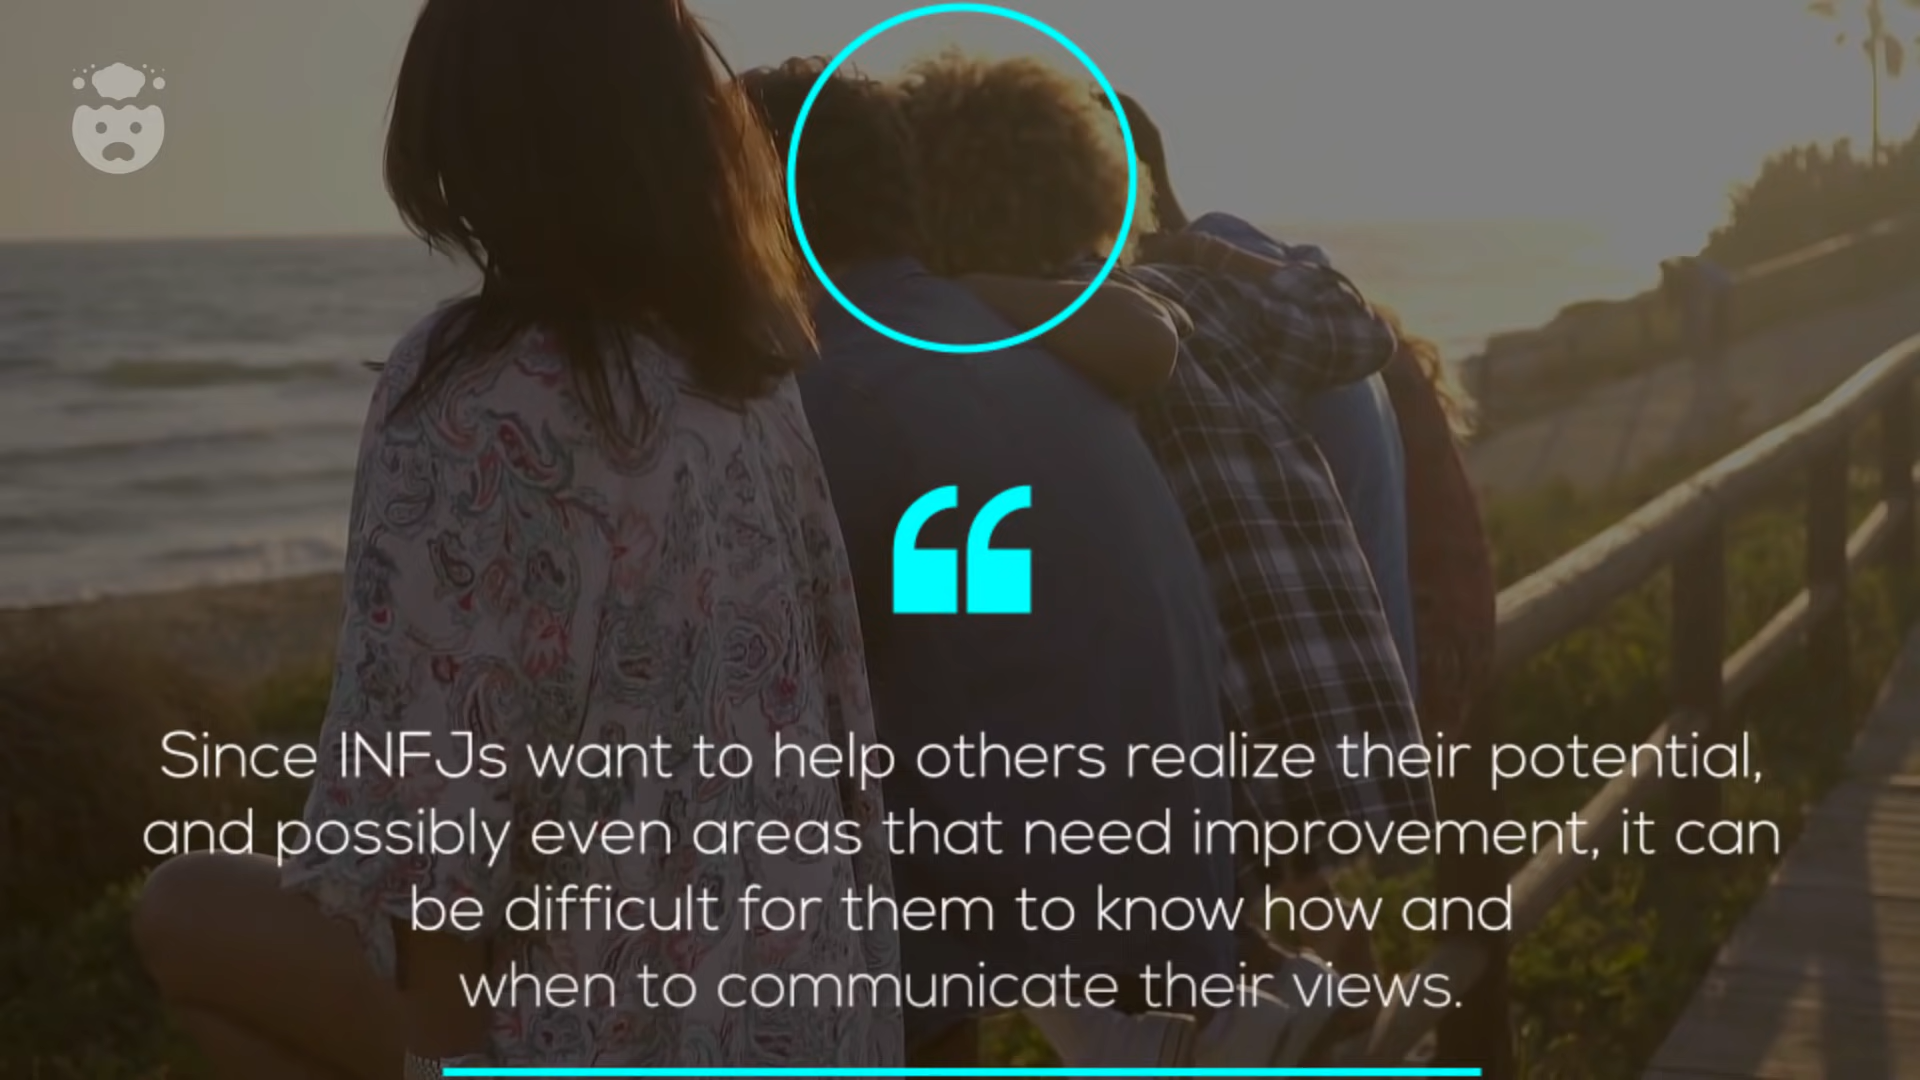 “
Since INFJs want to help others realize their potential,
and possibly even areas that need improvement, it can
be difficult for them to know how and
when to communicate their views.